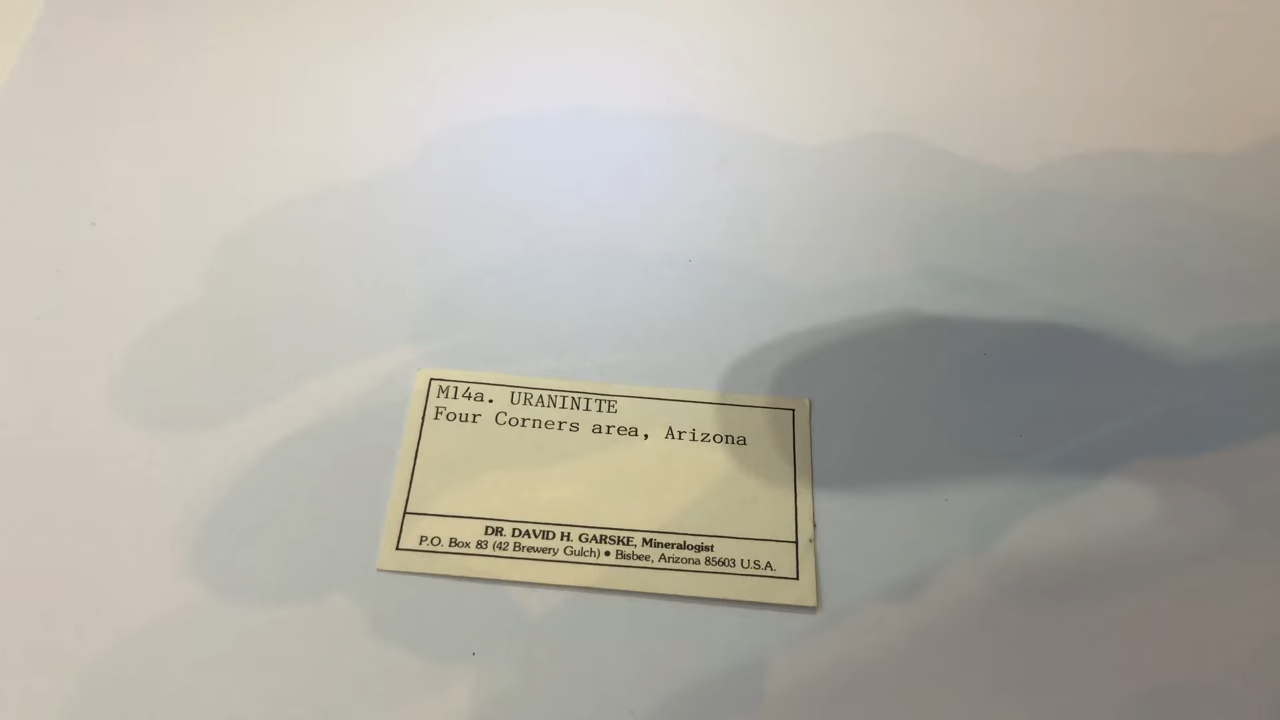 M14a. URANINITE
Four Corners area, Arizona
DR. DAVID H. GARSKE, Mineralogist
P.O. Box 83 (42 Brewery Gulch) ● Bisbee, Arizona 85603 U.S.A.